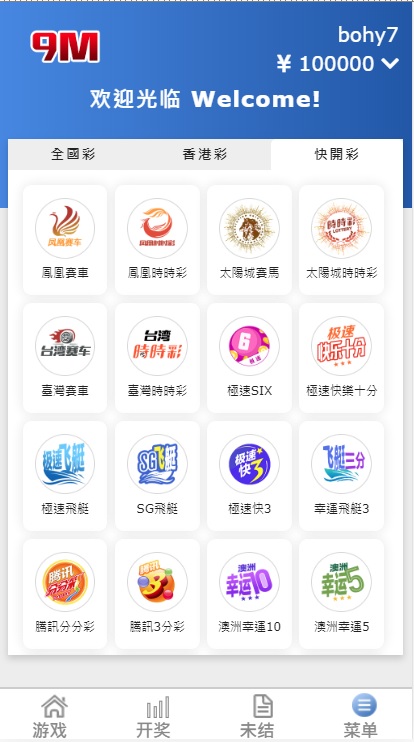 9M
bohy7
¥ 100000
欢迎光临 Welcome!
全國彩 香港彩 快開彩
凤凰赛车 凤凰时时彩 時時彩 LOTTERY
鳳凰賽車 鳳凰時時彩 太陽城賽馬 太陽城時時彩
台湾赛车 台湾時時彩 6 极速 极速快乐十分
臺灣賽車 臺灣時時彩 極速SIX 極速快樂十分
极速飞艇 SG飞艇 极速快3 飞艇三分
極速飛艇 SG飛艇 極速快3 幸運飛艇3
腾讯分分彩 腾讯3 澳洲幸运10 澳洲幸运5
騰訊分分彩 騰訊3分彩 澳洲幸運10 澳洲幸運5
游戏 开奖 未结 菜单